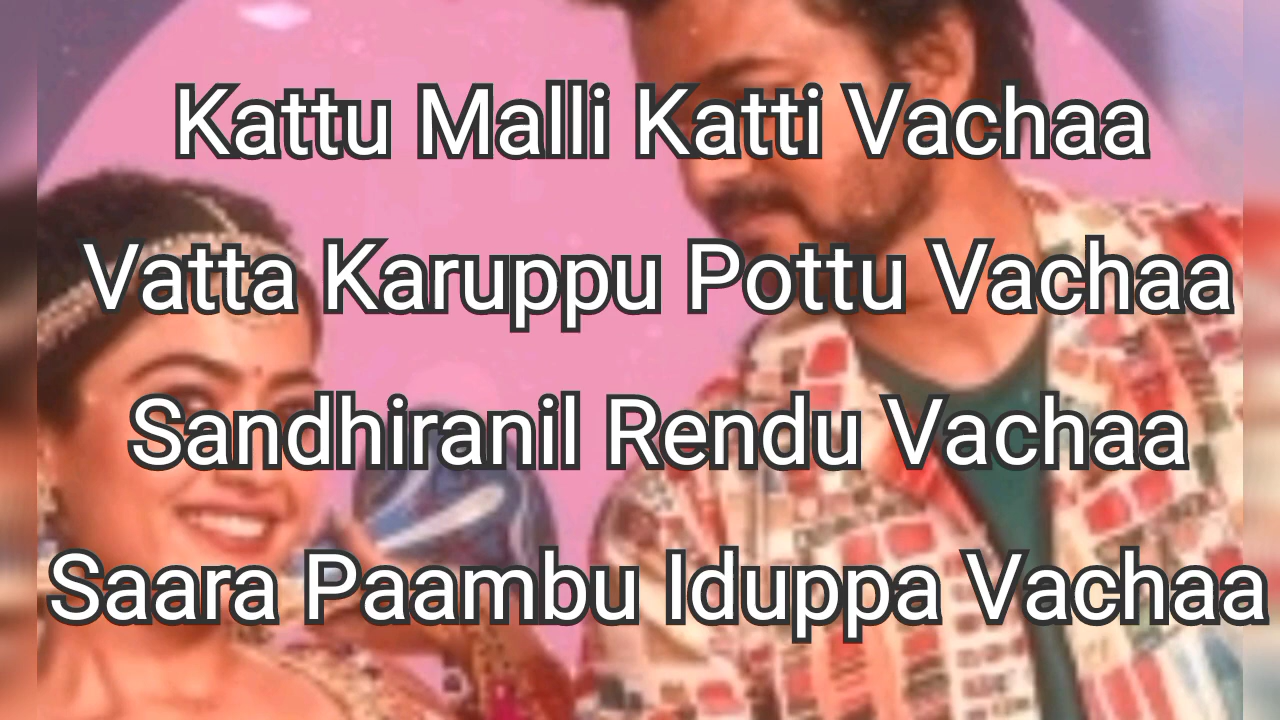 Kattu Malli Katti Vachaa
Vatta Karuppu Pottu Vachaa
Sandhiranil Rendu Vachaa
Saara Paambu Iduppa Vachaa